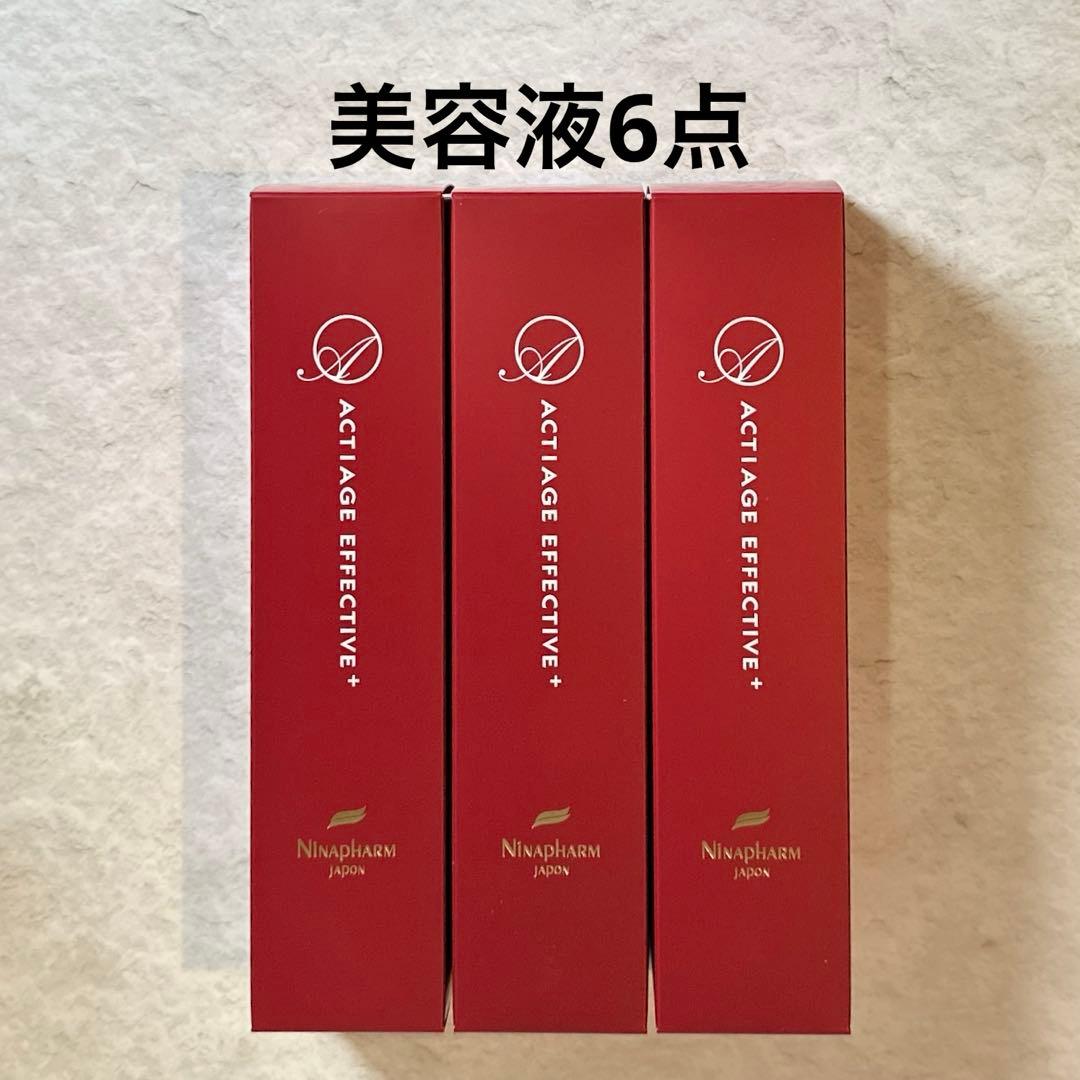 美容液6点
A
ACTIAGE EFFECTIVE+
NINAPHARM
JAPON
A
ACTIAGE EFFECTIVE+
NINAPHARM
JAPON
A
ACTIAGE EFFECTIVE+
NINAPHARM
JAPON